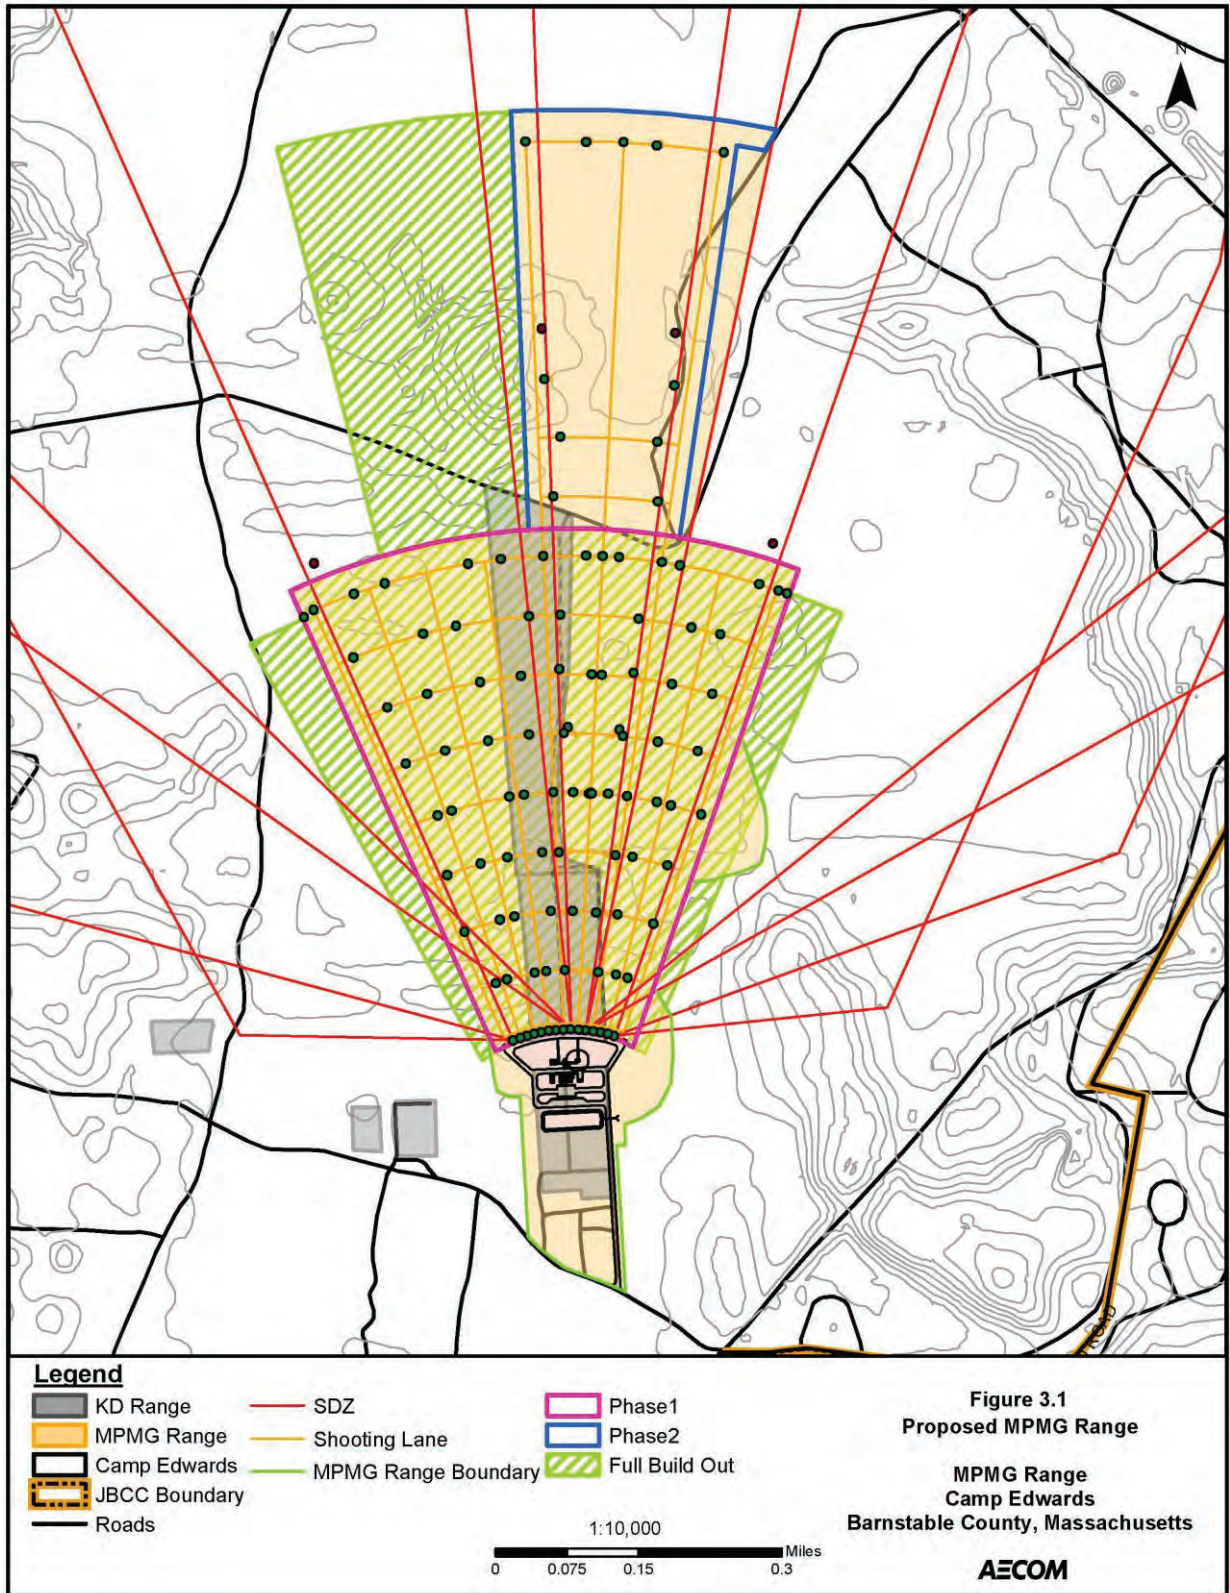 N
ROAD
Legend
KD Range
MPMG Range
Camp Edwards
JBCC Boundary
Roads
SDZ
Shooting Lane
MPMG Range Boundary
Phase1
Phase2
Full Build Out
1:10,000
Miles
0 0.075 0.15 0.3
Figure 3.1
Proposed MPMG Range
MPMG Range
Camp Edwards
Barnstable County, Massachusetts
AECOM